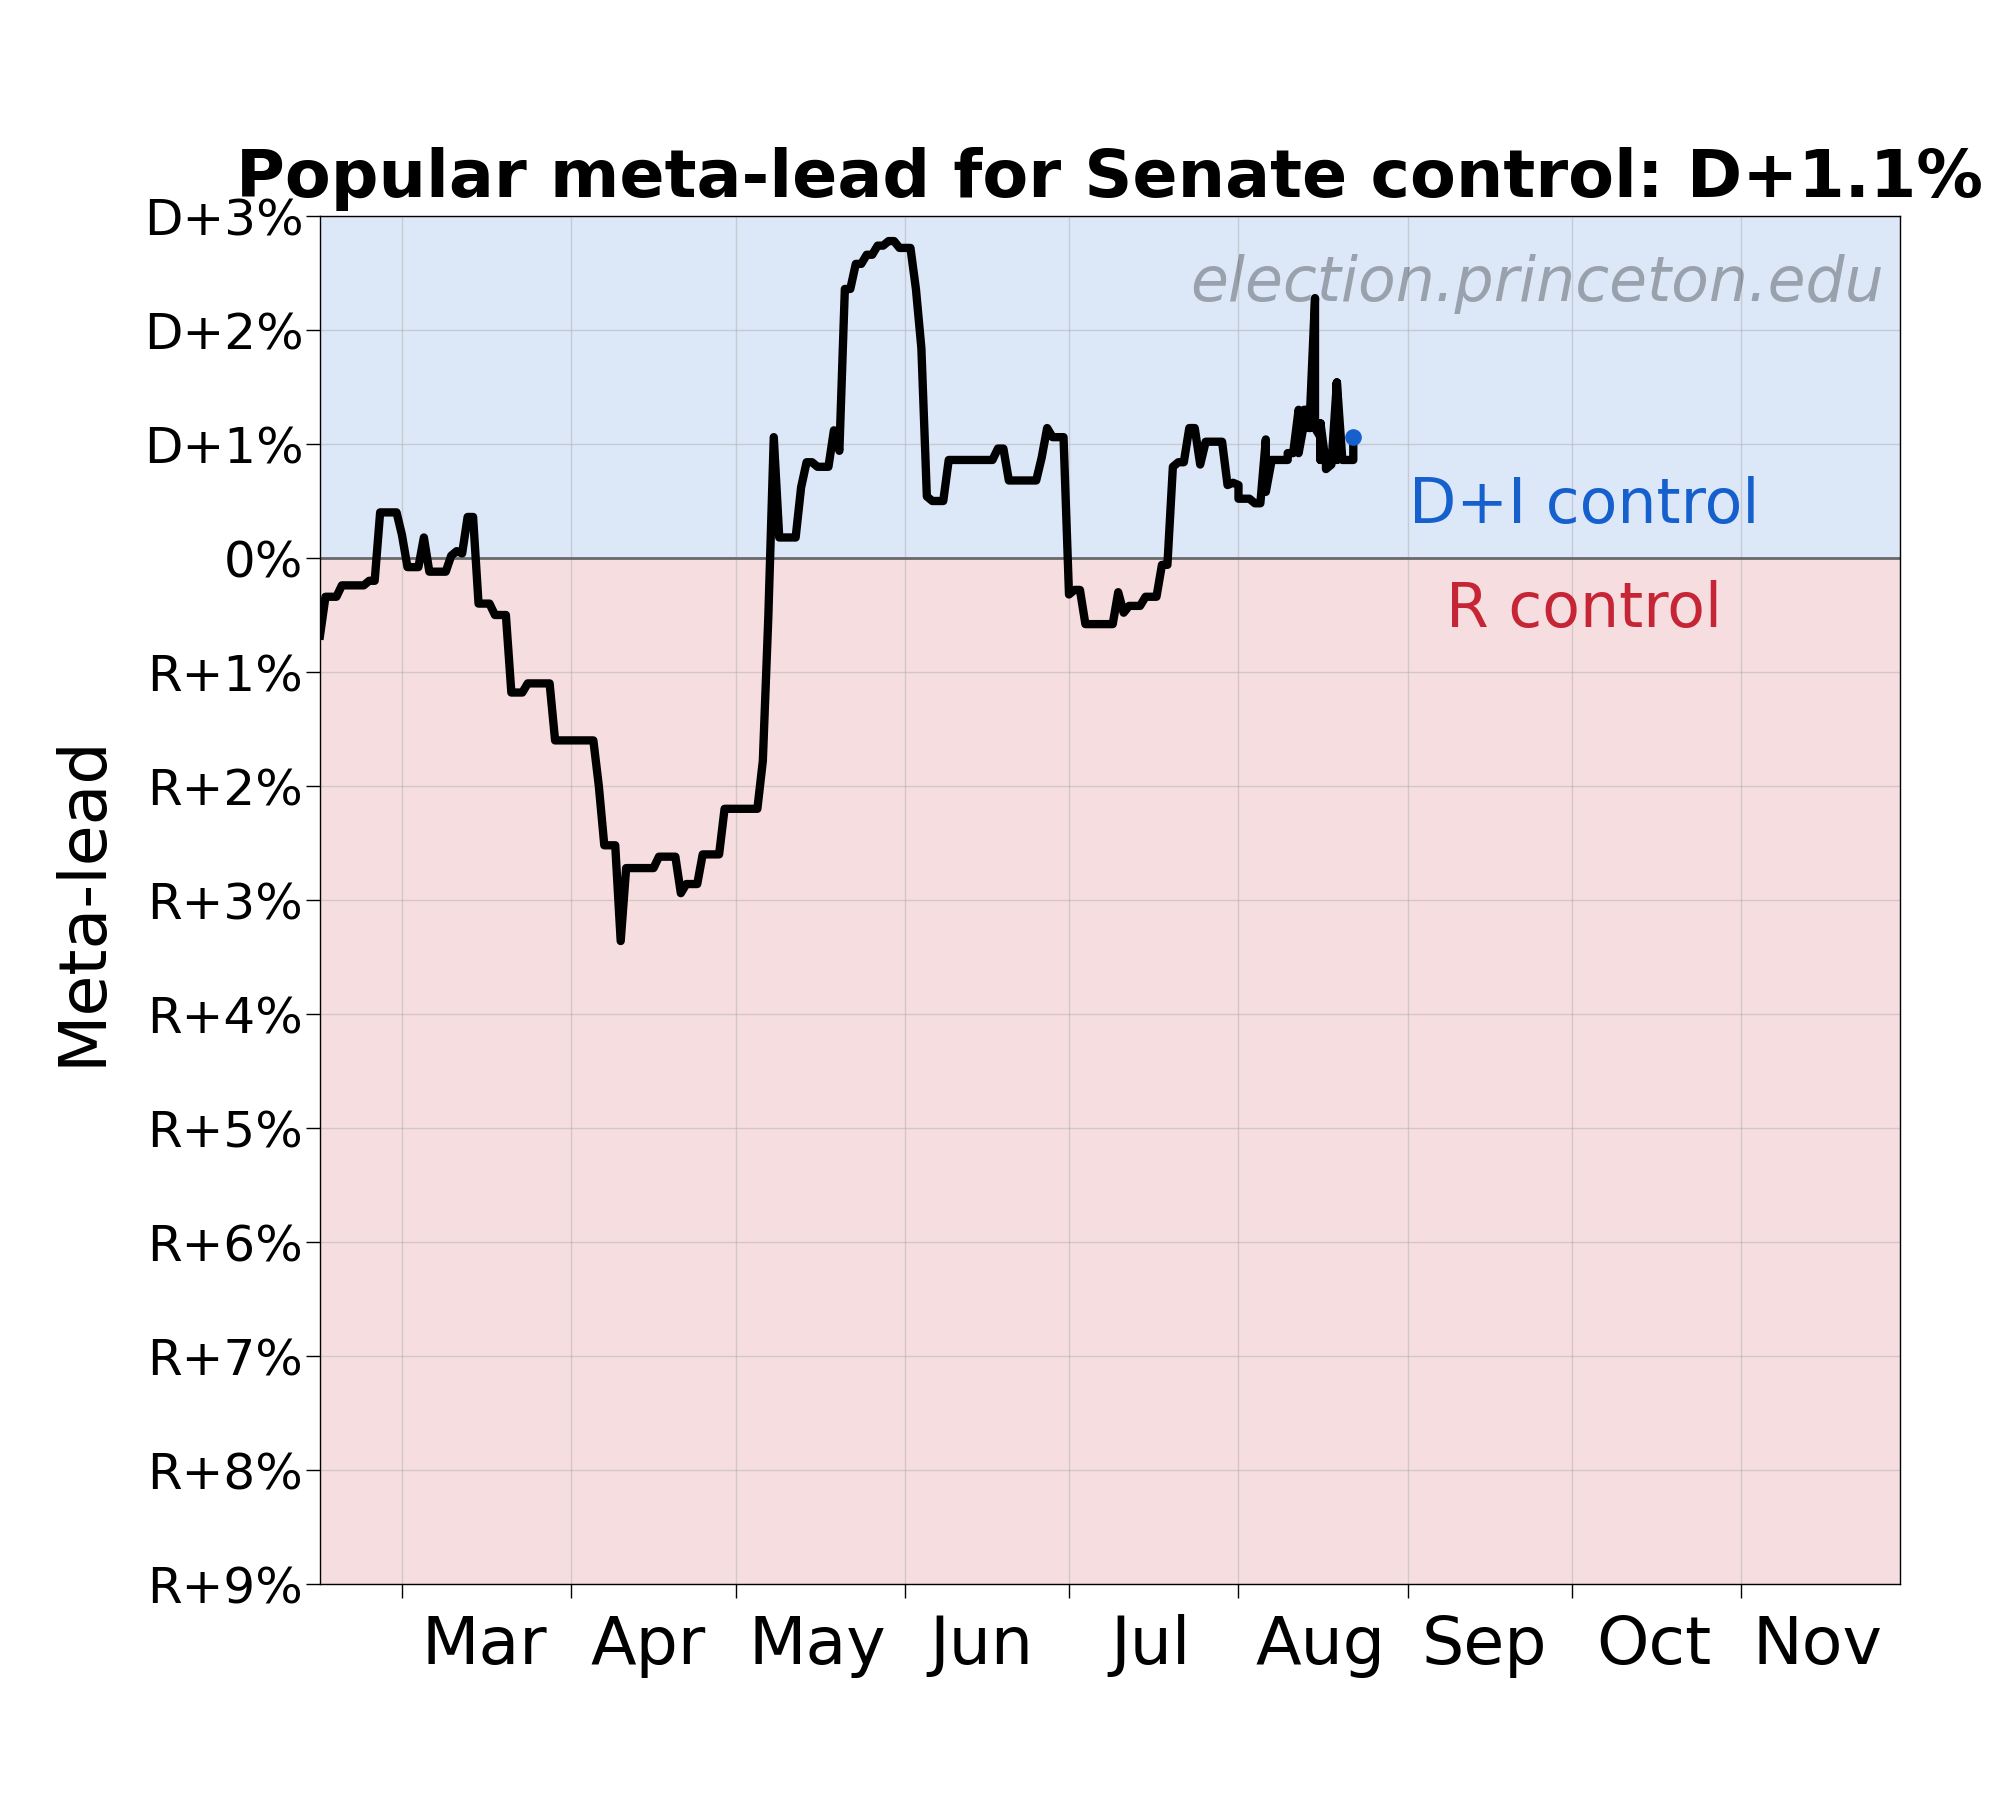 Popular meta-lead for Senate control: D+1.1%
D+3%
election.princeton.edu
D+2%
D+1%
D+I control
0%
R control
R+1%
R+2%
Meta-lead
R+3%
R+4%
R+5%
R+6%
R+7%
R+8%
R+9%
Mar Apr May Jun Jul Aug Sep Oct Nov